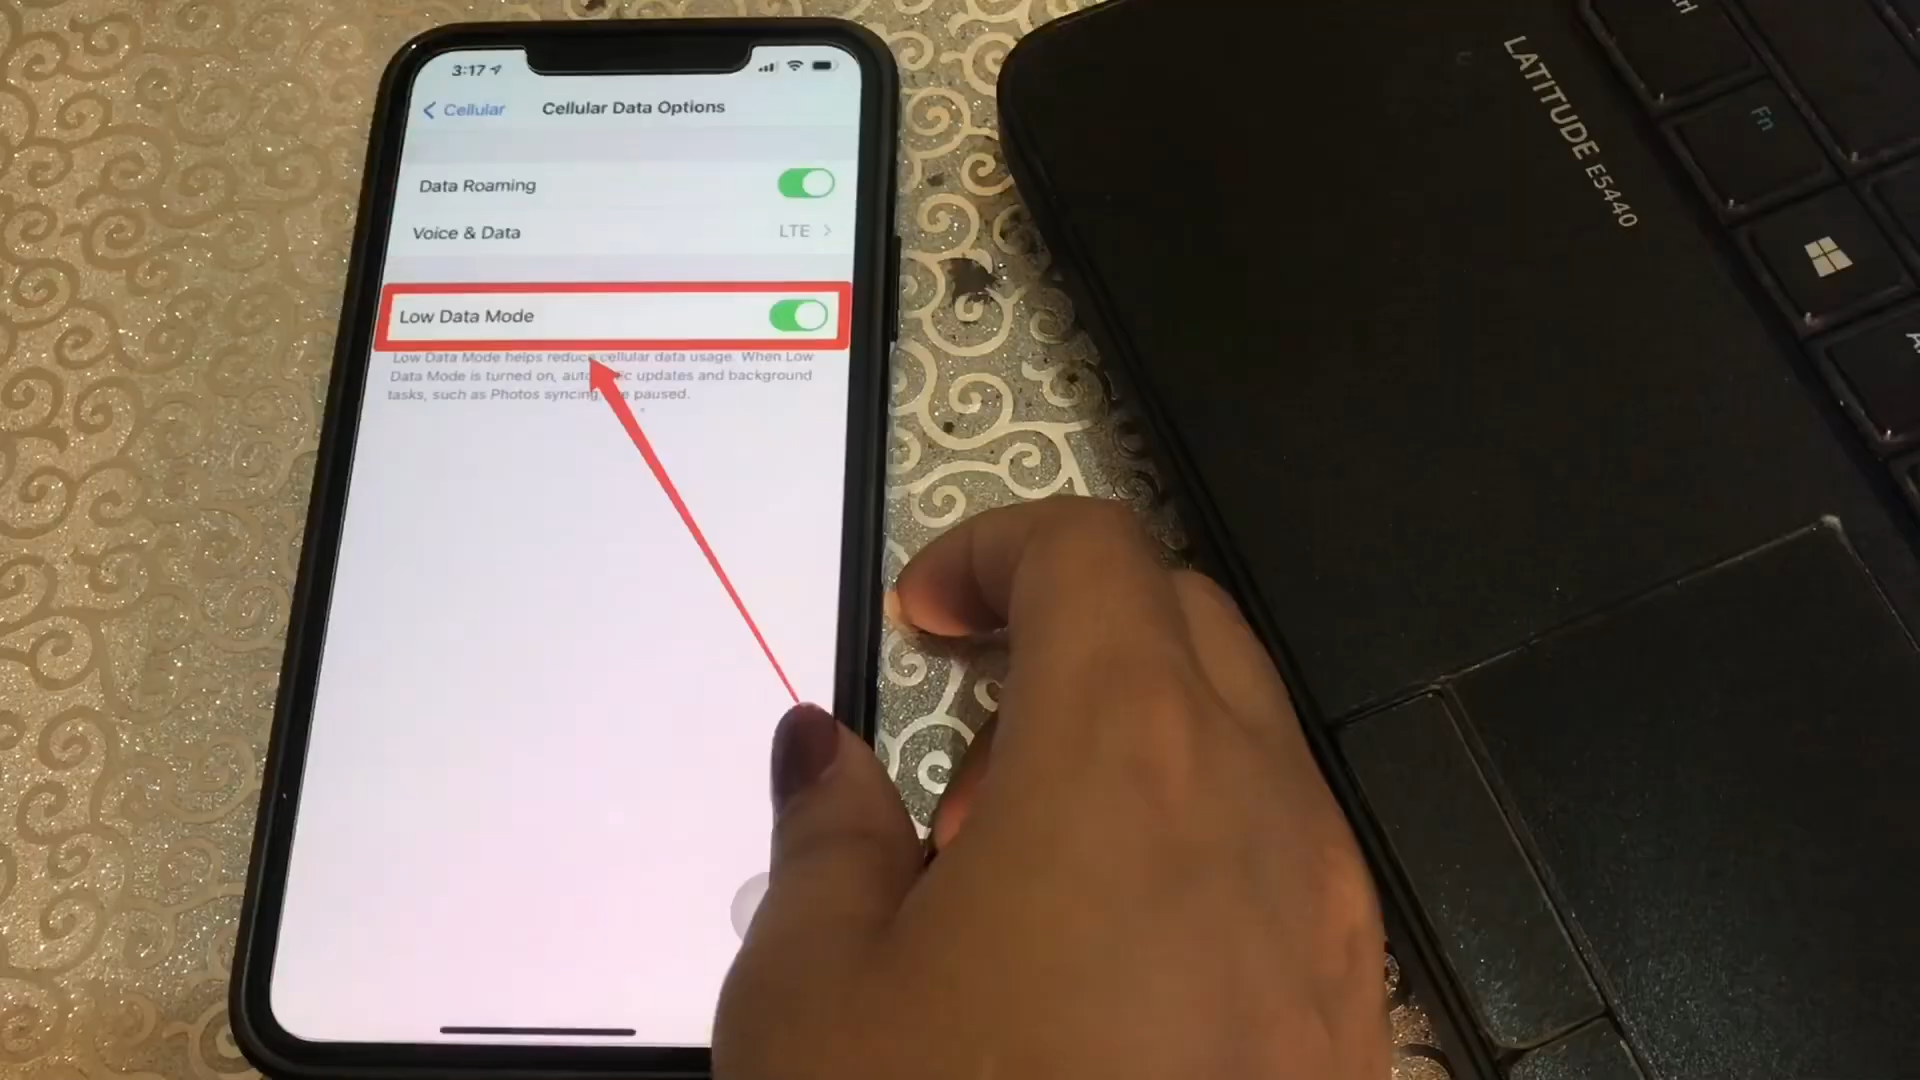 3:17
Cellular
Cellular Data Options
Data Roaming
Voice & Data
LTE
Low Data Mode
Low Data Mode helps reduce cellular data usage. When Low
Data Mode is turned on, updates and background
tasks, such as Photos syncing, paused.
LATITUDE E5440
Fn